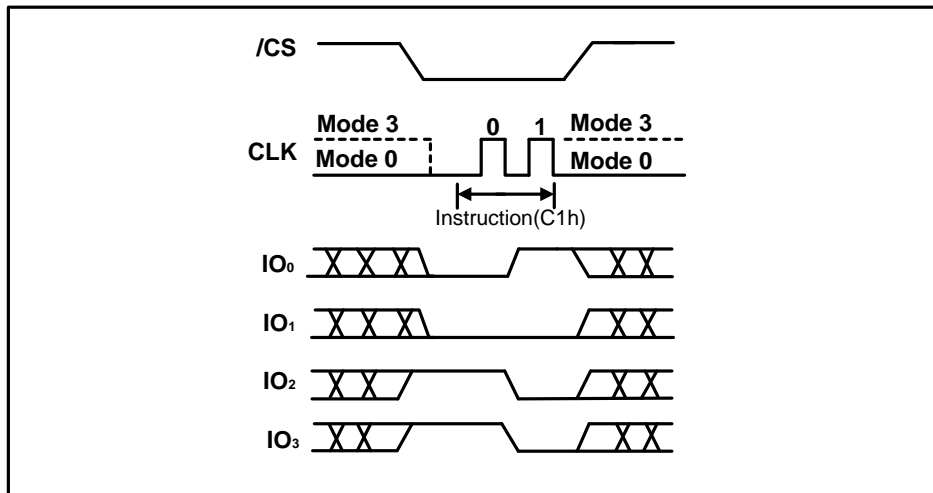 /CS
Mode 3 0 1 Mode 3
CLK
Mode 0 Mode 0
Instruction(C1h)
IO0
IO1
IO2
IO3